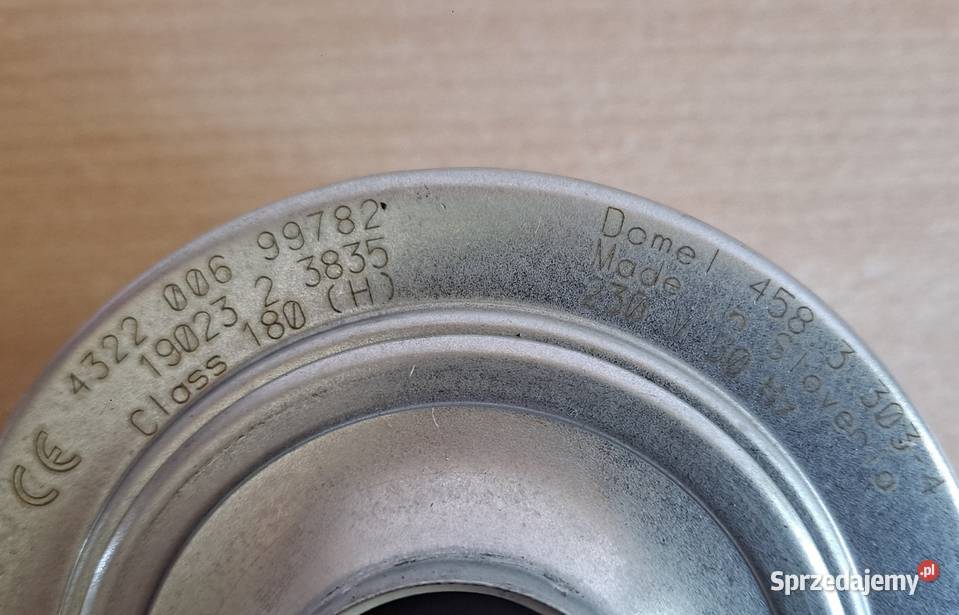 4322 006 99782
19023 2 3835
Class 180 (H)
CE
Domel 458.3.303 A
Made in Slovenia
230 V 50 Hz
Sprzedajemy.pl